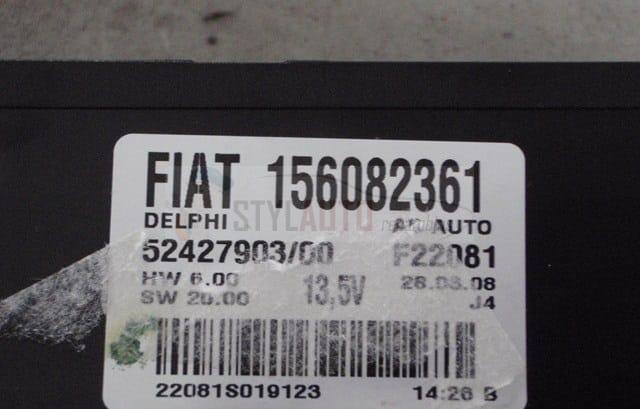 FIAT 156082361
DELPHI AUTO
52427903/00 F22081
HW 6.00 13,5V 28.03.08
SW 20.00 J4
STYLAUTO
22081S019123 14:26 B